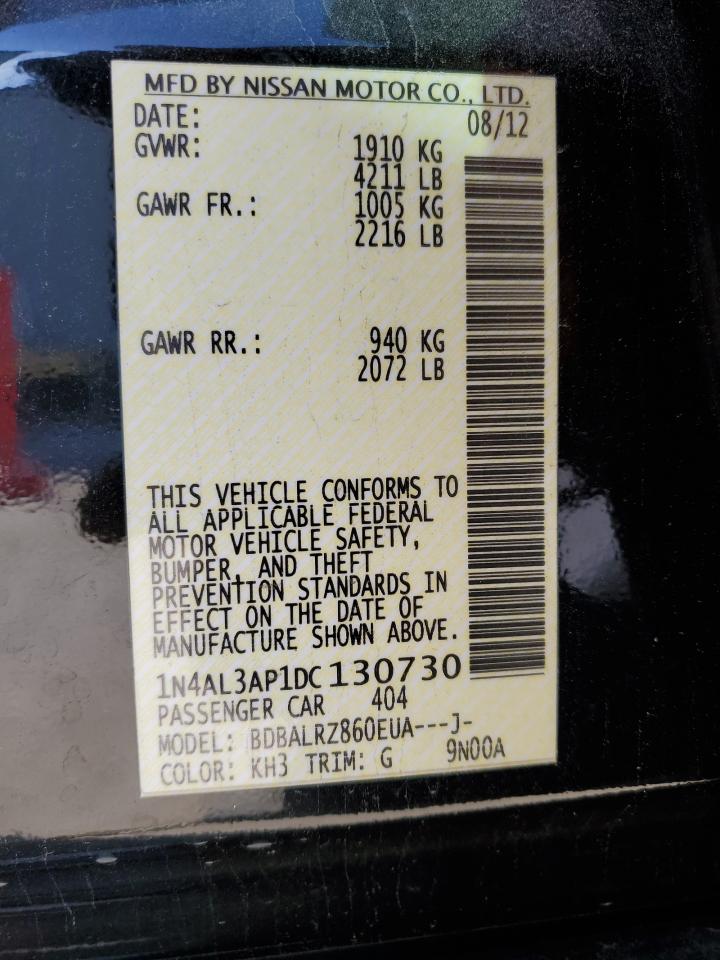 MFD BY NISSAN MOTOR CO., LTD.
DATE: 08/12
GVWR: 1910 KG
4211 LB
GAWR FR.: 1005 KG
2216 LB
GAWR RR.: 940 KG
2072 LB
THIS VEHICLE CONFORMS TO
ALL APPLICABLE FEDERAL
MOTOR VEHICLE SAFETY,
BUMPER, AND THEFT
PREVENTION STANDARDS IN
EFFECT ON THE DATE OF
MANUFACTURE SHOWN ABOVE.
1N4AL3AP1DC130730
PASSENGER CAR 404
MODEL: BDBALRZ860EUA---J-
COLOR: KH3 TRIM: G 9N00A